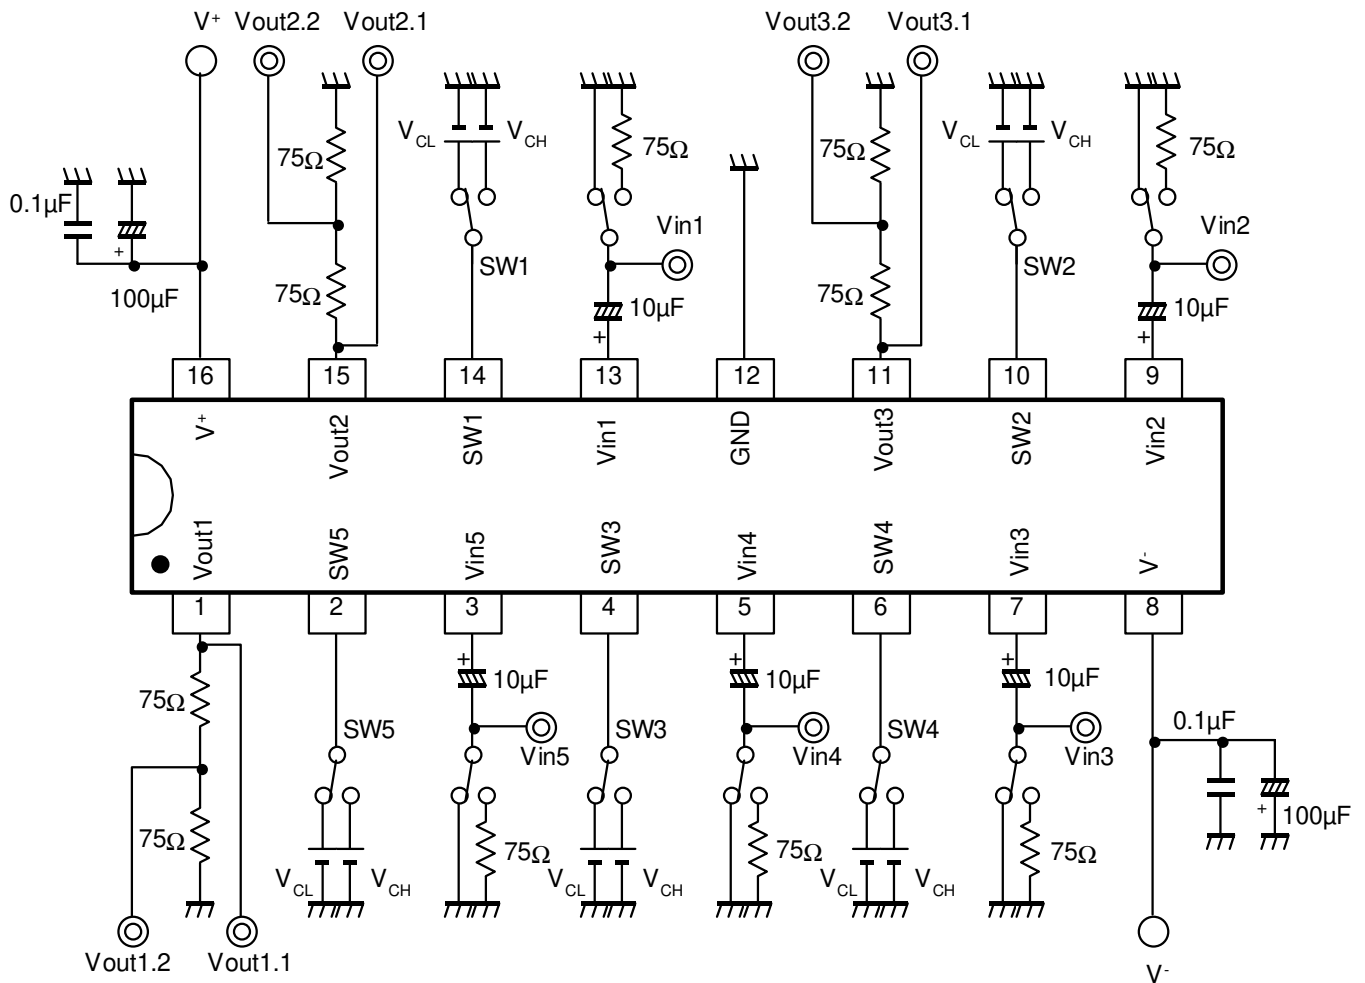 V+ Vout2.2 Vout2.1 Vout3.2 Vout3.1
VCL VCH 75Ω VCL VCH 75Ω
75Ω 75Ω
0.1µF
Vin1 Vin2
+ SW1 SW2
100µF 75Ω 10µF 75Ω 10µF
+ +
16 15 14 13 12 11 10 9
V+ Vout2 SW1 Vin1 GND Vout3 SW2 Vin2
Vout1 SW5 Vin5 SW3 Vin4 SW4 Vin3 V-
1 2 3 4 5 6 7 8
+ + +
75Ω 10µF 10µF 10µF
SW5 SW3 SW4 0.1µF
Vin5 Vin4 Vin3
+ 100µF
75Ω 75Ω 75Ω 75Ω
VCL VCH VCL VCH VCL VCH
Vout1.2 Vout1.1 V-